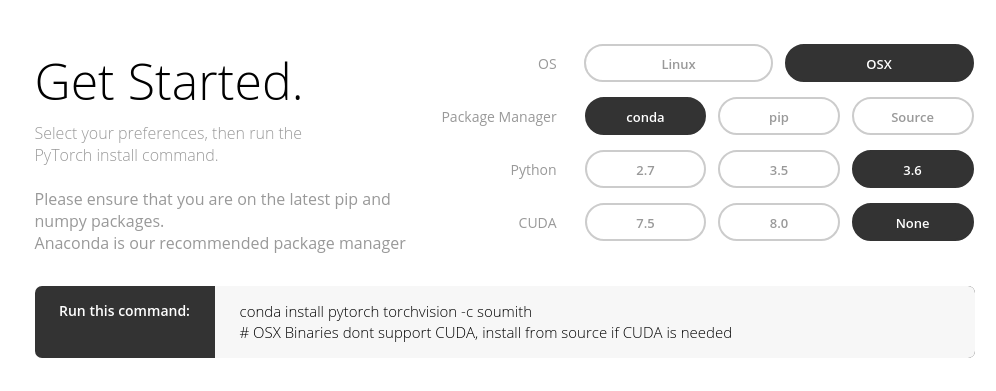 Get Started.
Select your preferences, then run the
PyTorch install command.
Please ensure that you are on the latest pip and
numpy packages.
Anaconda is our recommended package manager
OS Linux OSX
Package Manager conda pip Source
Python 2.7 3.5 3.6
CUDA 7.5 8.0 None
Run this command: conda install pytorch torchvision -c soumith
# OSX Binaries dont support CUDA, install from source if CUDA is needed